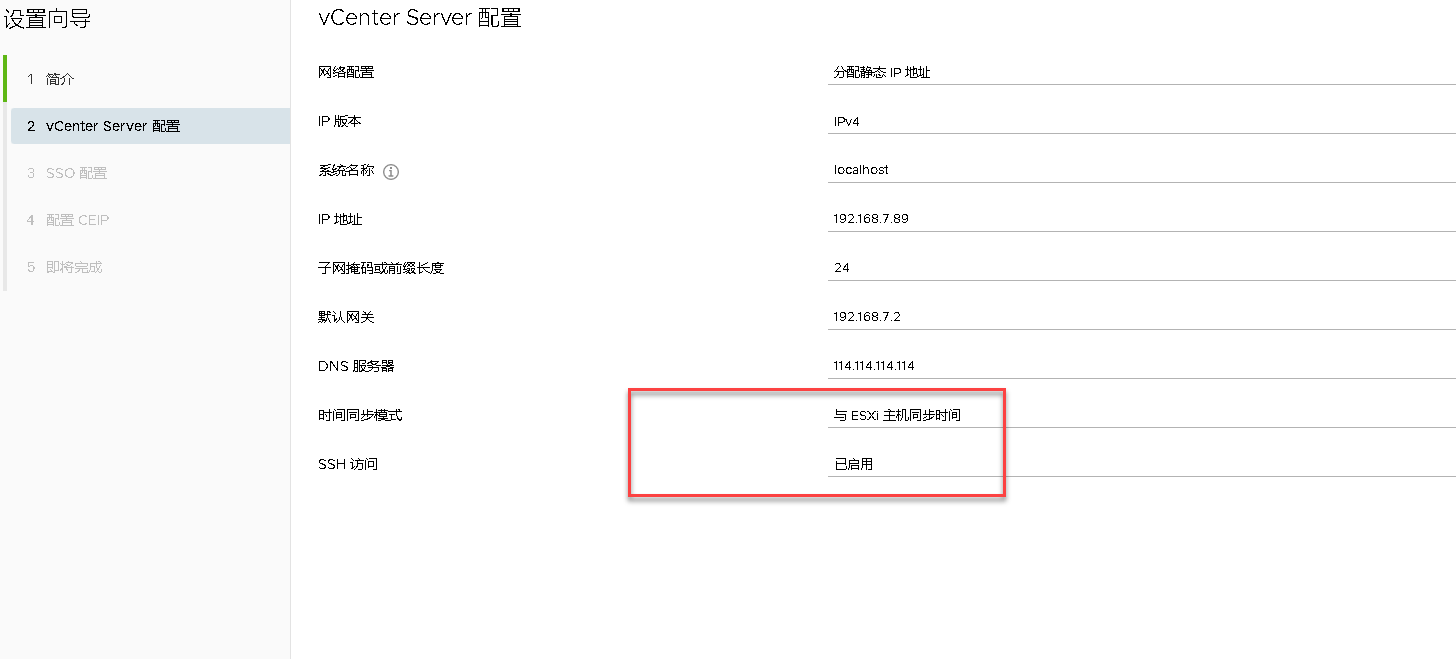 设置向导
1 简介
2 vCenter Server 配置
3 SSO 配置
4 配置 CEIP
5 即将完成
vCenter Server 配置
网络配置 分配静态 IP 地址
IP 版本 IPv4
系统名称 localhost
IP 地址 192.168.7.89
子网掩码或前缀长度 24
默认网关 192.168.7.2
DNS 服务器 114.114.114.114
时间同步模式 与 ESXi 主机同步时间
SSH 访问 已启用